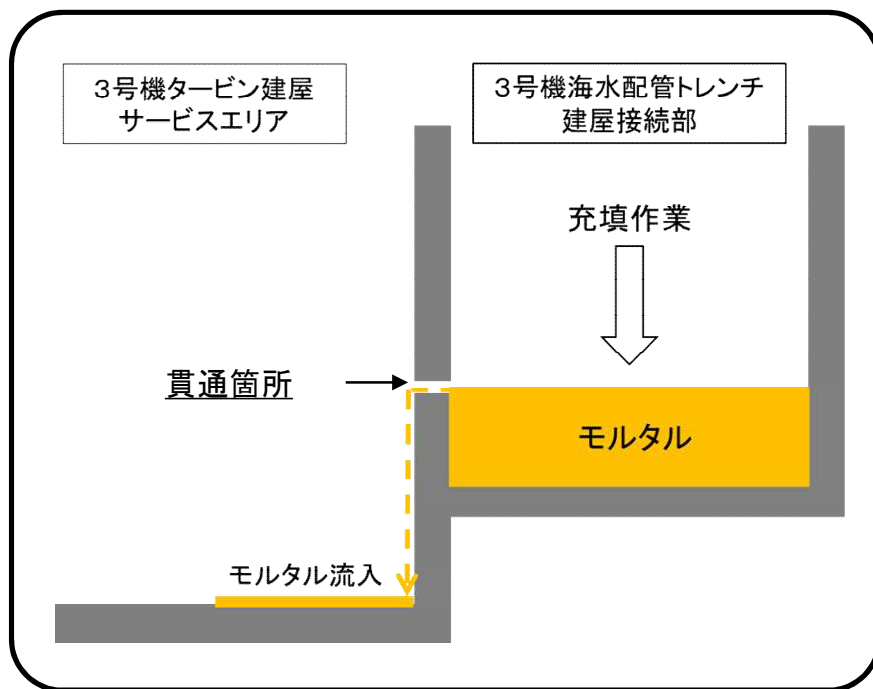 ３号機タービン建屋
サービスエリア
３号機海水配管トレンチ
建屋接続部
充填作業
貫通箇所
モルタル
モルタル流入